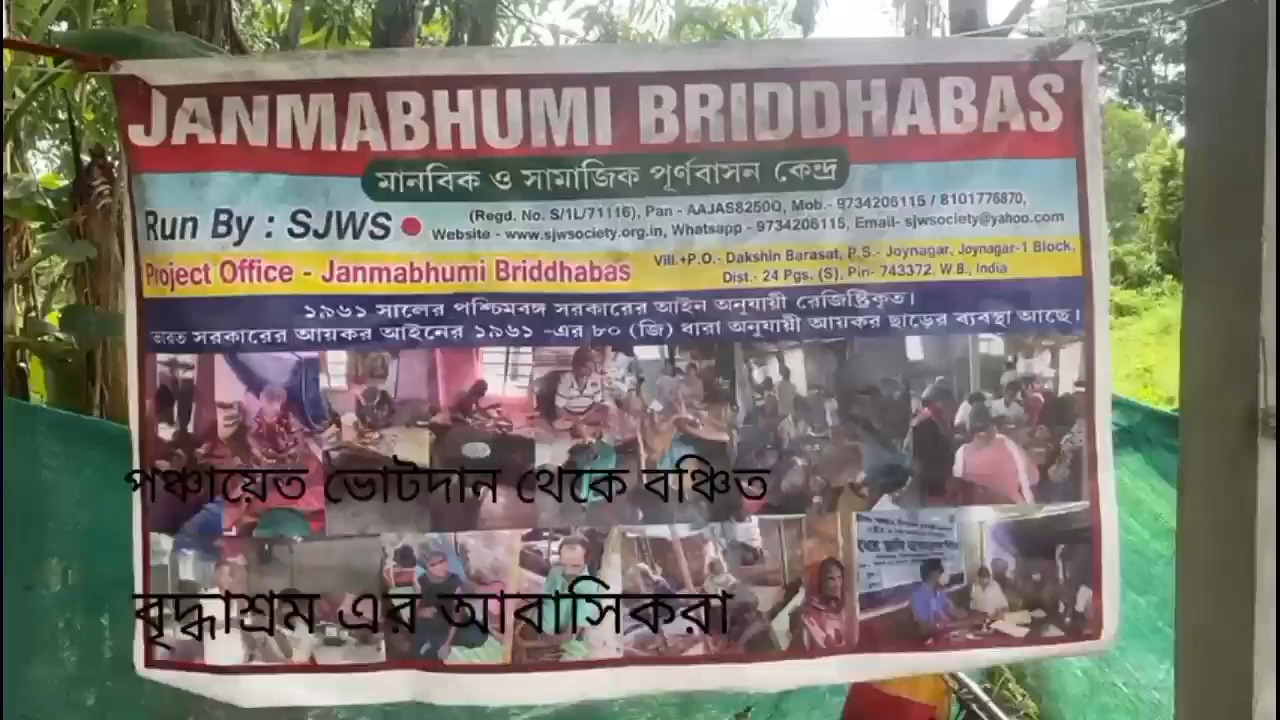 JANMABHUMI BRIDDHABAS
মানবিক ও সামাজিক পূর্ণবাসন কেন্দ্র
Run By : SJWS
(Regd. No. S/1L/71116), Pan - AAJAS8250Q, Mob.- 9734206115 / 8101776870,
Website - www.sjwsociety.org.in, Whatsapp - 9734206115, Email- sjwsociety@yahoo.com
Project Office - Janmabhumi Briddhabas
Vill.+P.O.- Dakshin Barasat, P.S.- Joynagar, Joynagar-1 Block,
Dist.- 24 Pgs. (S), Pin- 743372, W.B., India
১৯৬১ সালের পশ্চিমবঙ্গ সরকারের আইন অনুযায়ী রেজিষ্ট্রিকৃত।
ভারত সরকারের আয়কর আইনের ১৯৬১ -এর ৮০ (জি) ধারা অনুযায়ী আয়কর ছাড়ের ব্যবস্থা আছে।
পঞ্চায়েত ভোটদান থেকে বঞ্চিত
বৃদ্ধাশ্রম এর আবাসিকরা